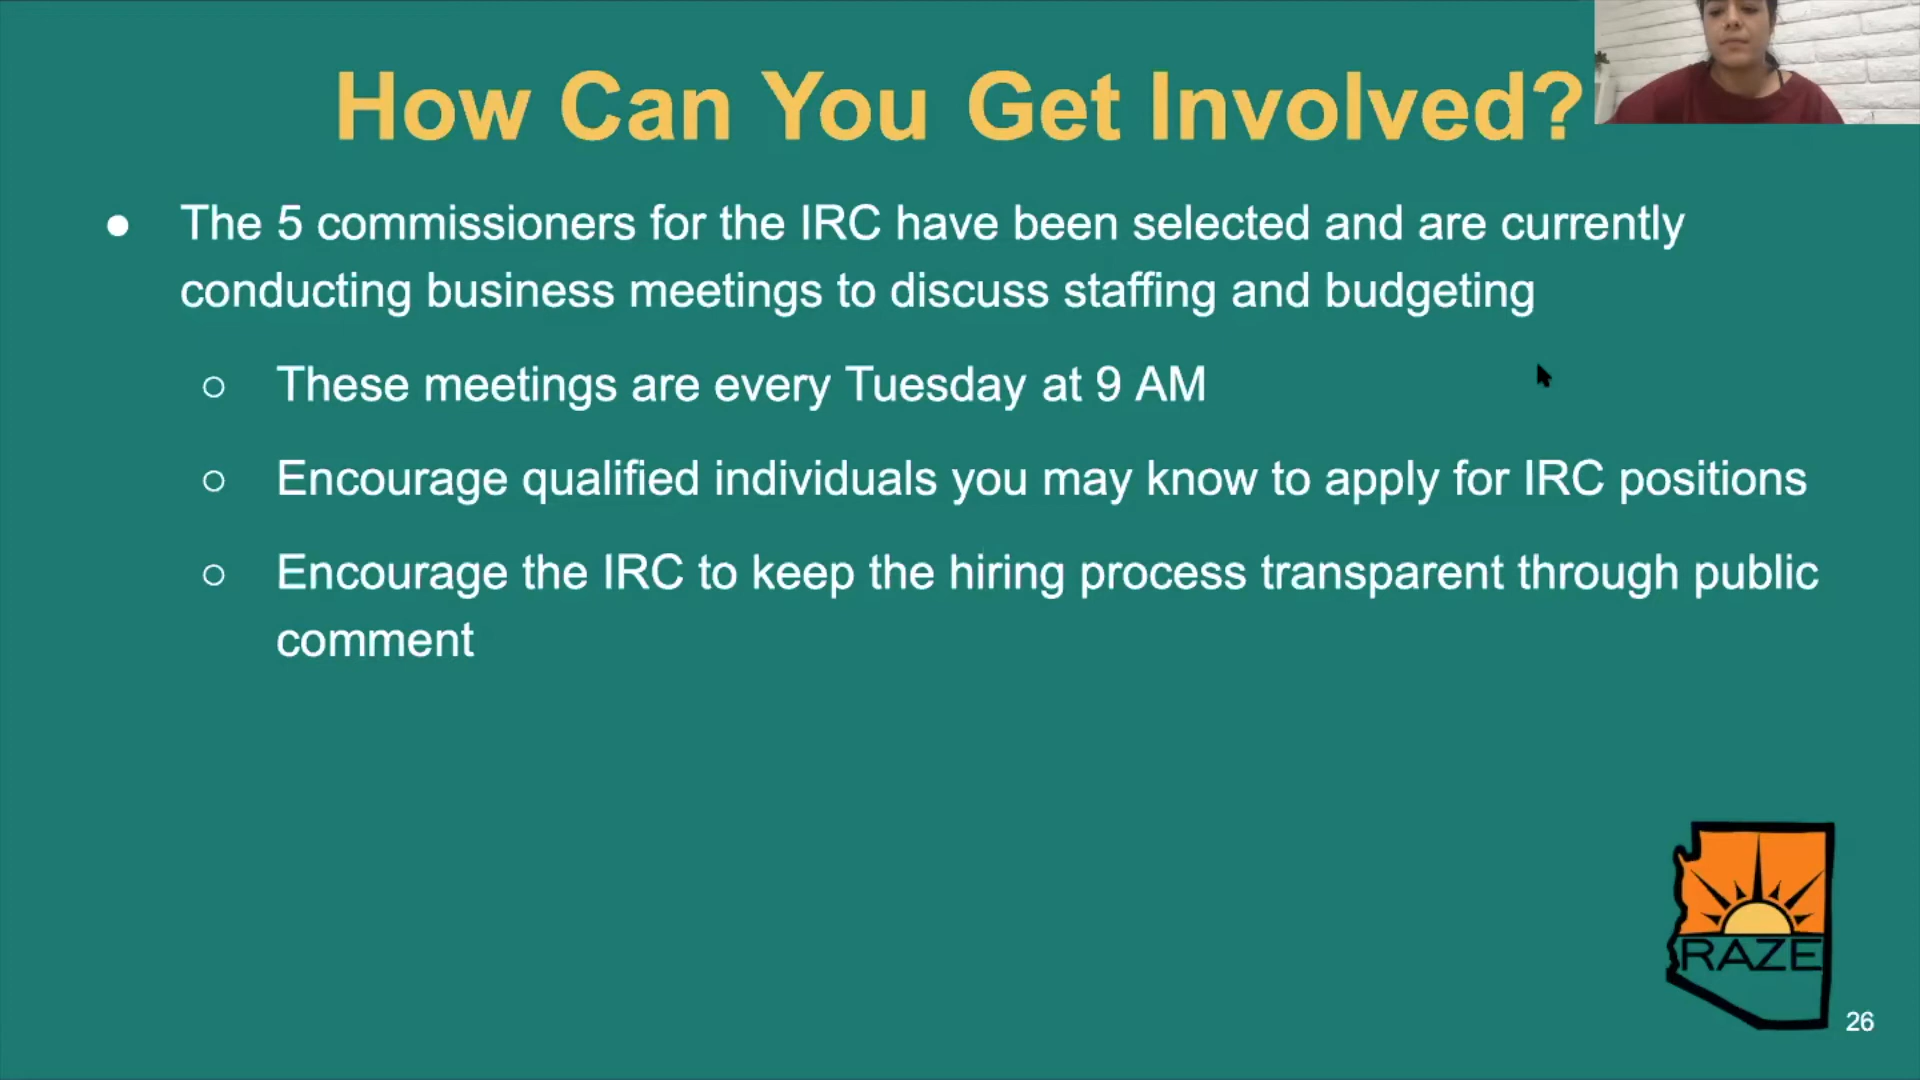 How Can You Get Involved?
● The 5 commissioners for the IRC have been selected and are currently
conducting business meetings to discuss staffing and budgeting
○ These meetings are every Tuesday at 9 AM
○ Encourage qualified individuals you may know to apply for IRC positions
○ Encourage the IRC to keep the hiring process transparent through public
comment
RAZE
26